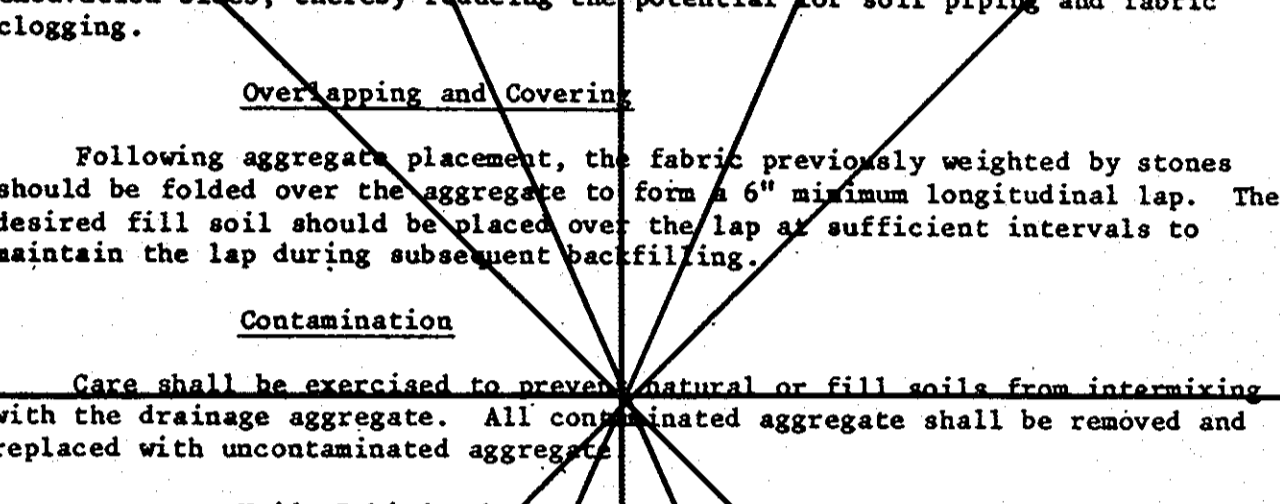 thereby reducing the potential for soil piping and fabric
clogging.
Overlapping and Covering
Following aggregate placement, the fabric previously weighted by stones
should be folded over the aggregate to form a 6" minimum longitudinal lap. The
desired fill soil should be placed over the lap at sufficient intervals to
maintain the lap during subsequent backfilling.
Contamination
Care shall be exercised to prevent natural or fill soils from intermixing
with the drainage aggregate. All contaminated aggregate shall be removed and
replaced with uncontaminated aggregate.